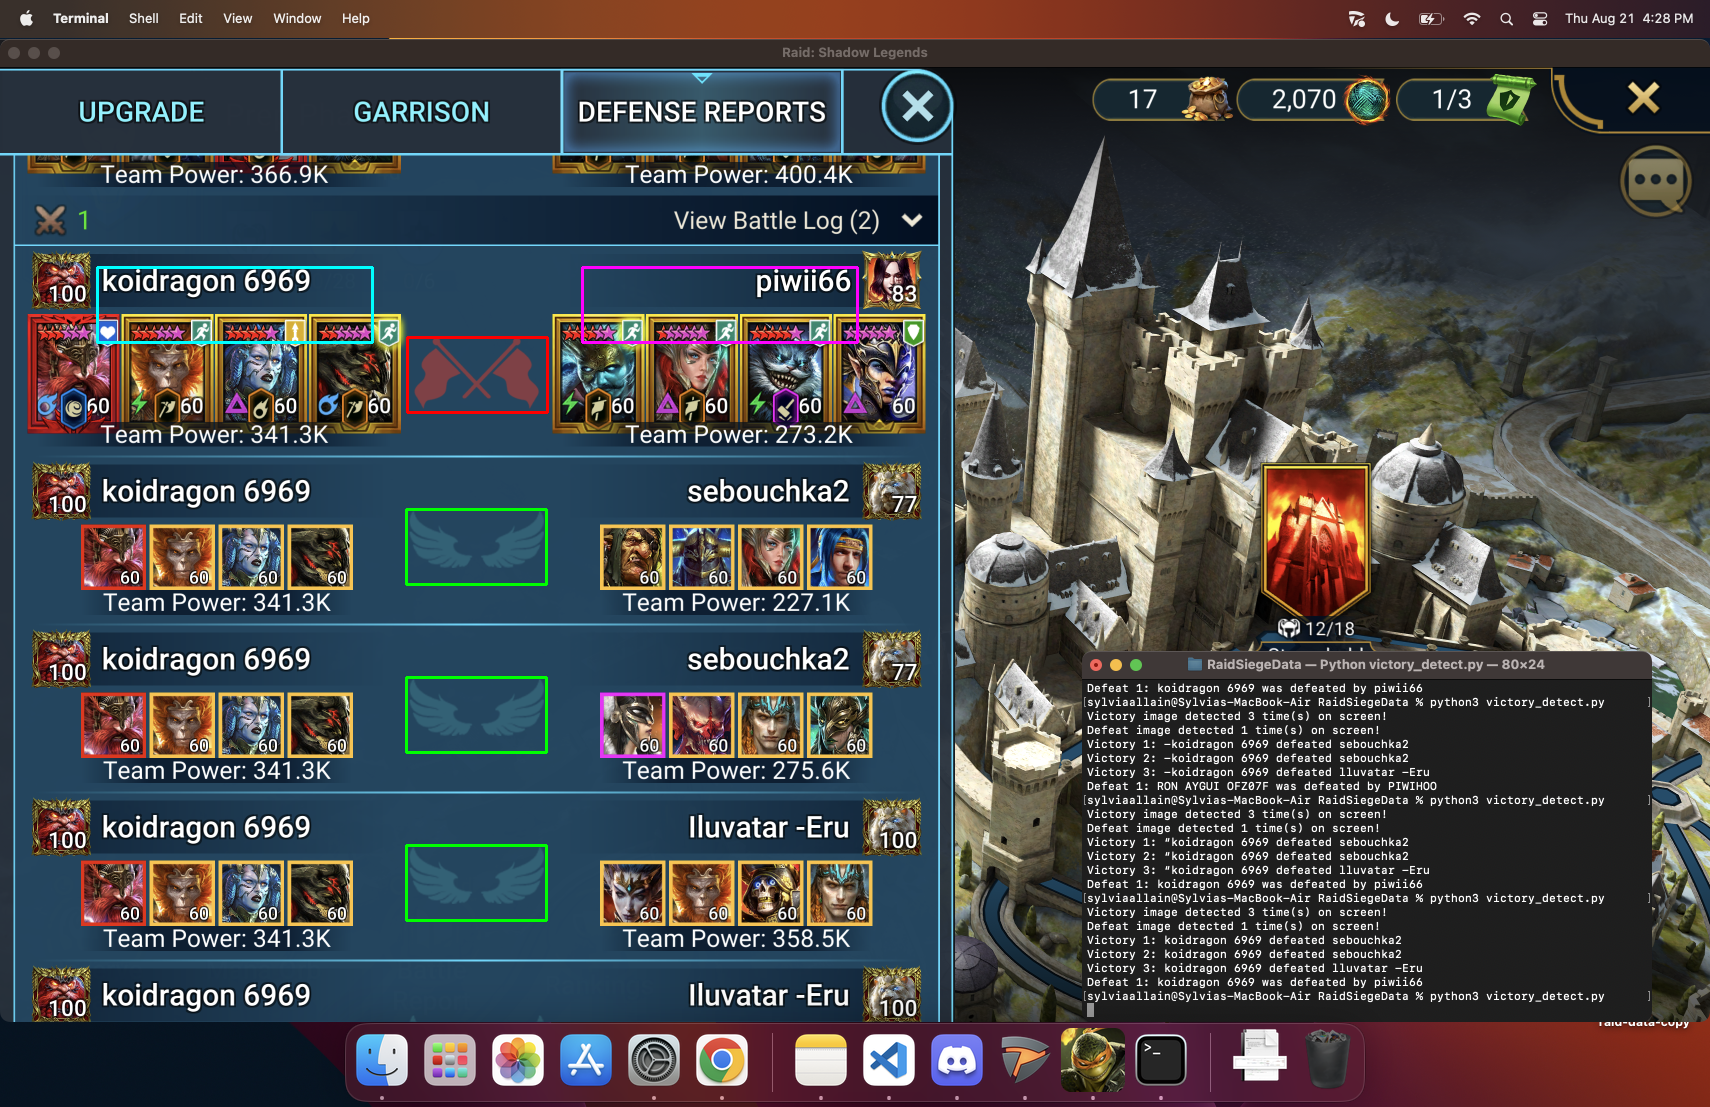 Terminal Shell Edit View Window Help Thu Aug 21 4:28 PM
Raid: Shadow Legends
UPGRADE GARRISON DEFENSE REPORTS
17 2,070 1/3
Team Power: 366.9K Team Power: 400.4K
1 View Battle Log (2)
koidragon 6969 piwii66
100 83
60 60 60 60 60 60 60 60
Team Power: 341.3K Team Power: 273.2K
koidragon 6969 sebouchka2
100 77
60 60 60 60 60 60 60 60
Team Power: 341.3K Team Power: 227.1K
koidragon 6969 sebouchka2
100 77
60 60 60 60 60 60 60 60
Team Power: 341.3K Team Power: 275.6K
koidragon 6969 Iluvatar -Eru
100 100
60 60 60 60 60 60 60 60
Team Power: 341.3K Team Power: 358.5K
koidragon 6969 Iluvatar -Eru
100 100
12/18
RaidSiegeData — Python victory_detect.py — 80×24
Defeat 1: koidragon 6969 was defeated by piwii66
[sylviaallain@Sylvias-MacBook-Air RaidSiegeData % python3 victory_detect.py ]
Victory image detected 3 time(s) on screen!
Defeat image detected 1 time(s) on screen!
Victory 1: —koidragon 6969 defeated sebouchka2
Victory 2: —koidragon 6969 defeated sebouchka2
Victory 3: —koidragon 6969 defeated lluvatar —Eru
Defeat 1: RON AYGUI OFZ07F was defeated by PIWIHOO
[sylviaallain@Sylvias-MacBook-Air RaidSiegeData % python3 victory_detect.py ]
Victory image detected 3 time(s) on screen!
Defeat image detected 1 time(s) on screen!
Victory 1: “koidragon 6969 defeated sebouchka2
Victory 2: “koidragon 6969 defeated sebouchka2
Victory 3: “koidragon 6969 defeated lluvatar —Eru
Defeat 1: koidragon 6969 was defeated by piwii66
[sylviaallain@Sylvias-MacBook-Air RaidSiegeData % python3 victory_detect.py ]
Victory image detected 3 time(s) on screen!
Defeat image detected 1 time(s) on screen!
Victory 1: koidragon 6969 defeated sebouchka2
Victory 2: koidragon 6969 defeated sebouchka2
Victory 3: koidragon 6969 defeated lluvatar —Eru
Defeat 1: koidragon 6969 was defeated by piwii66
[sylviaallain@Sylvias-MacBook-Air RaidSiegeData % python3 victory_detect.py ]
raid-data-copy